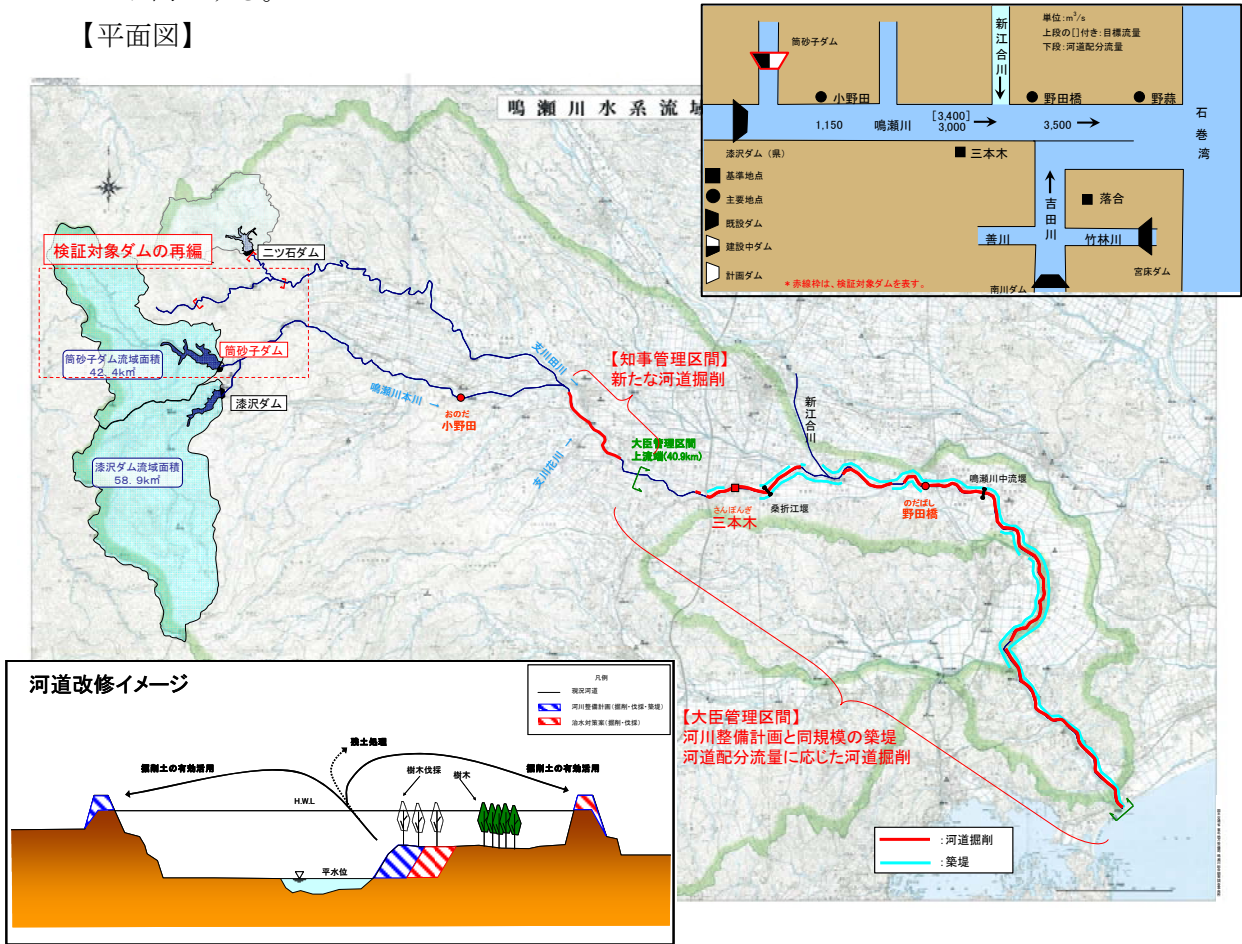 【平面図】
単位:m³/s
上段の[]付き:目標流量
下段:河道配分流量
新江合川
筒砂子ダム
小野田
野田橋
野蒜
1,150
鳴瀬川
[3,400]
3,000
3,500
石巻湾
漆沢ダム（県）
三本木
基準地点
主要地点
既設ダム
建設中ダム
計画ダム
吉田川
落合
善川
竹林川
宮床ダム
南川ダム
＊赤線枠は、検証対象ダムを表す。
鳴瀬川水系流域
検証対象ダムの再編
二ツ石ダム
筒砂子ダム
筒砂子ダム流域面積
42.4k㎡
漆沢ダム
漆沢ダム流域面積
58.9k㎡
支川田川
鳴瀬川本川
おのだ
小野田
支川花川
【知事管理区間】
新たな河道掘削
大臣管理区間
上流端(40.9km)
新江合川
さんぼんぎ
三本木
桑折江堰
のだばし
野田橋
鳴瀬川中流堰
【大臣管理区間】
河川整備計画と同規模の築堤
河道配分流量に応じた河道掘削
:河道掘削
:築堤
河道改修イメージ
凡例
現況河道
河川整備計画(掘削・伐採・築堤)
治水対策案(掘削・伐採)
残土処理
掘削土の有効活用
掘削土の有効活用
樹木伐採
樹木
H.W.L
平水位